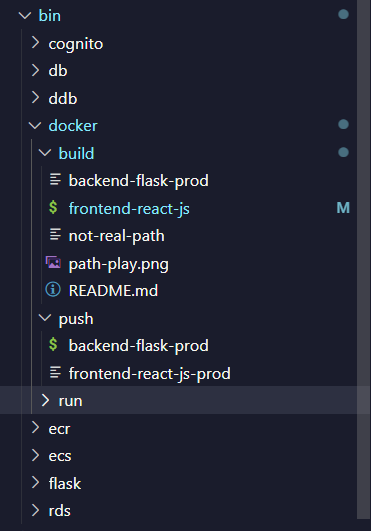 bin
cognito
db
ddb
docker
build
backend-flask-prod
$ frontend-react-js M
not-real-path
path-play.png
README.md
push
$ backend-flask-prod
frontend-react-js-prod
run
ecr
ecs
flask
rds